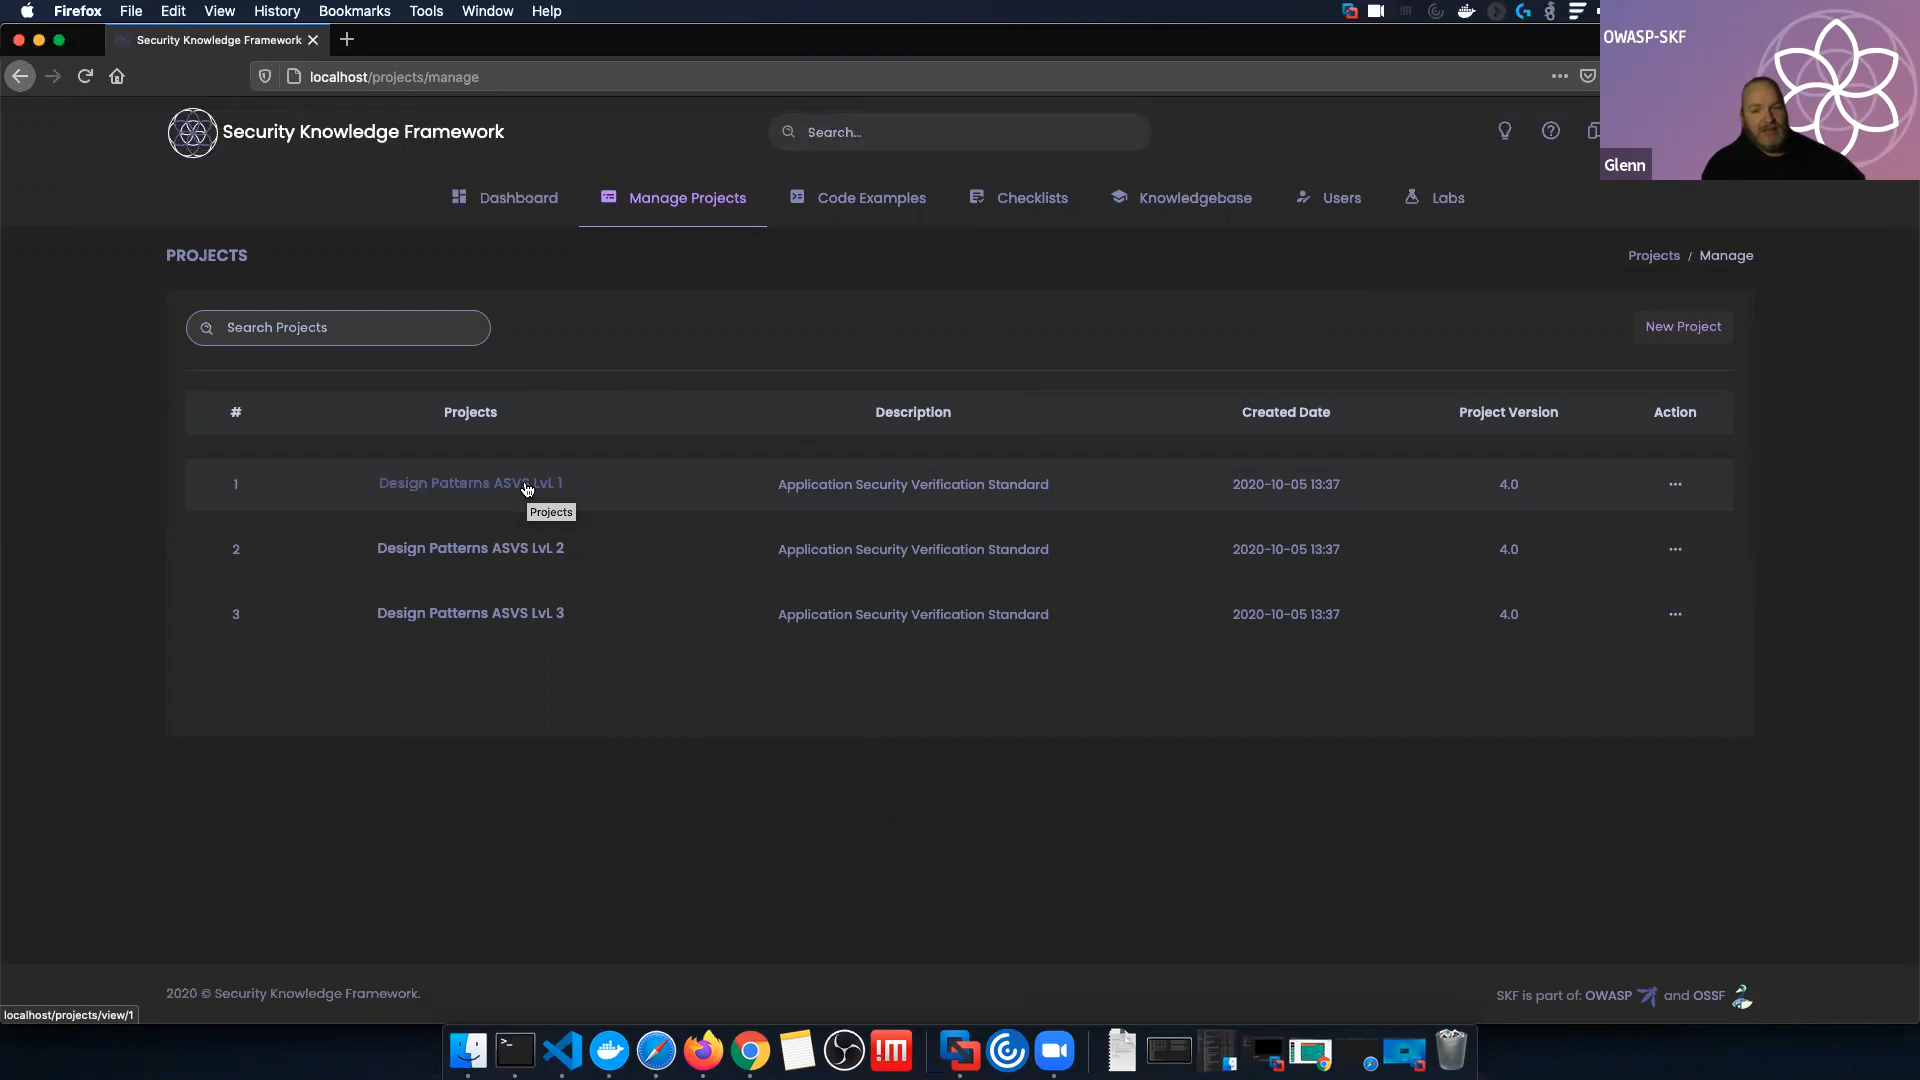 Firefox File Edit View History Bookmarks Tools Window Help
Security Knowledge Framework
localhost/projects/manage
OWASP-SKF
Glenn
Security Knowledge Framework
Search...
Dashboard Manage Projects Code Examples Checklists Knowledgebase Users Labs
PROJECTS
Projects / Manage
Search Projects
New Project
# Projects Description Created Date Project Version Action
1 Design Patterns ASVS LvL 1 Application Security Verification Standard 2020-10-05 13:37 4.0 ...
Projects
2 Design Patterns ASVS LvL 2 Application Security Verification Standard 2020-10-05 13:37 4.0 ...
3 Design Patterns ASVS LvL 3 Application Security Verification Standard 2020-10-05 13:37 4.0 ...
2020 © Security Knowledge Framework.
SKF is part of: OWASP and OSSF
localhost/projects/view/1